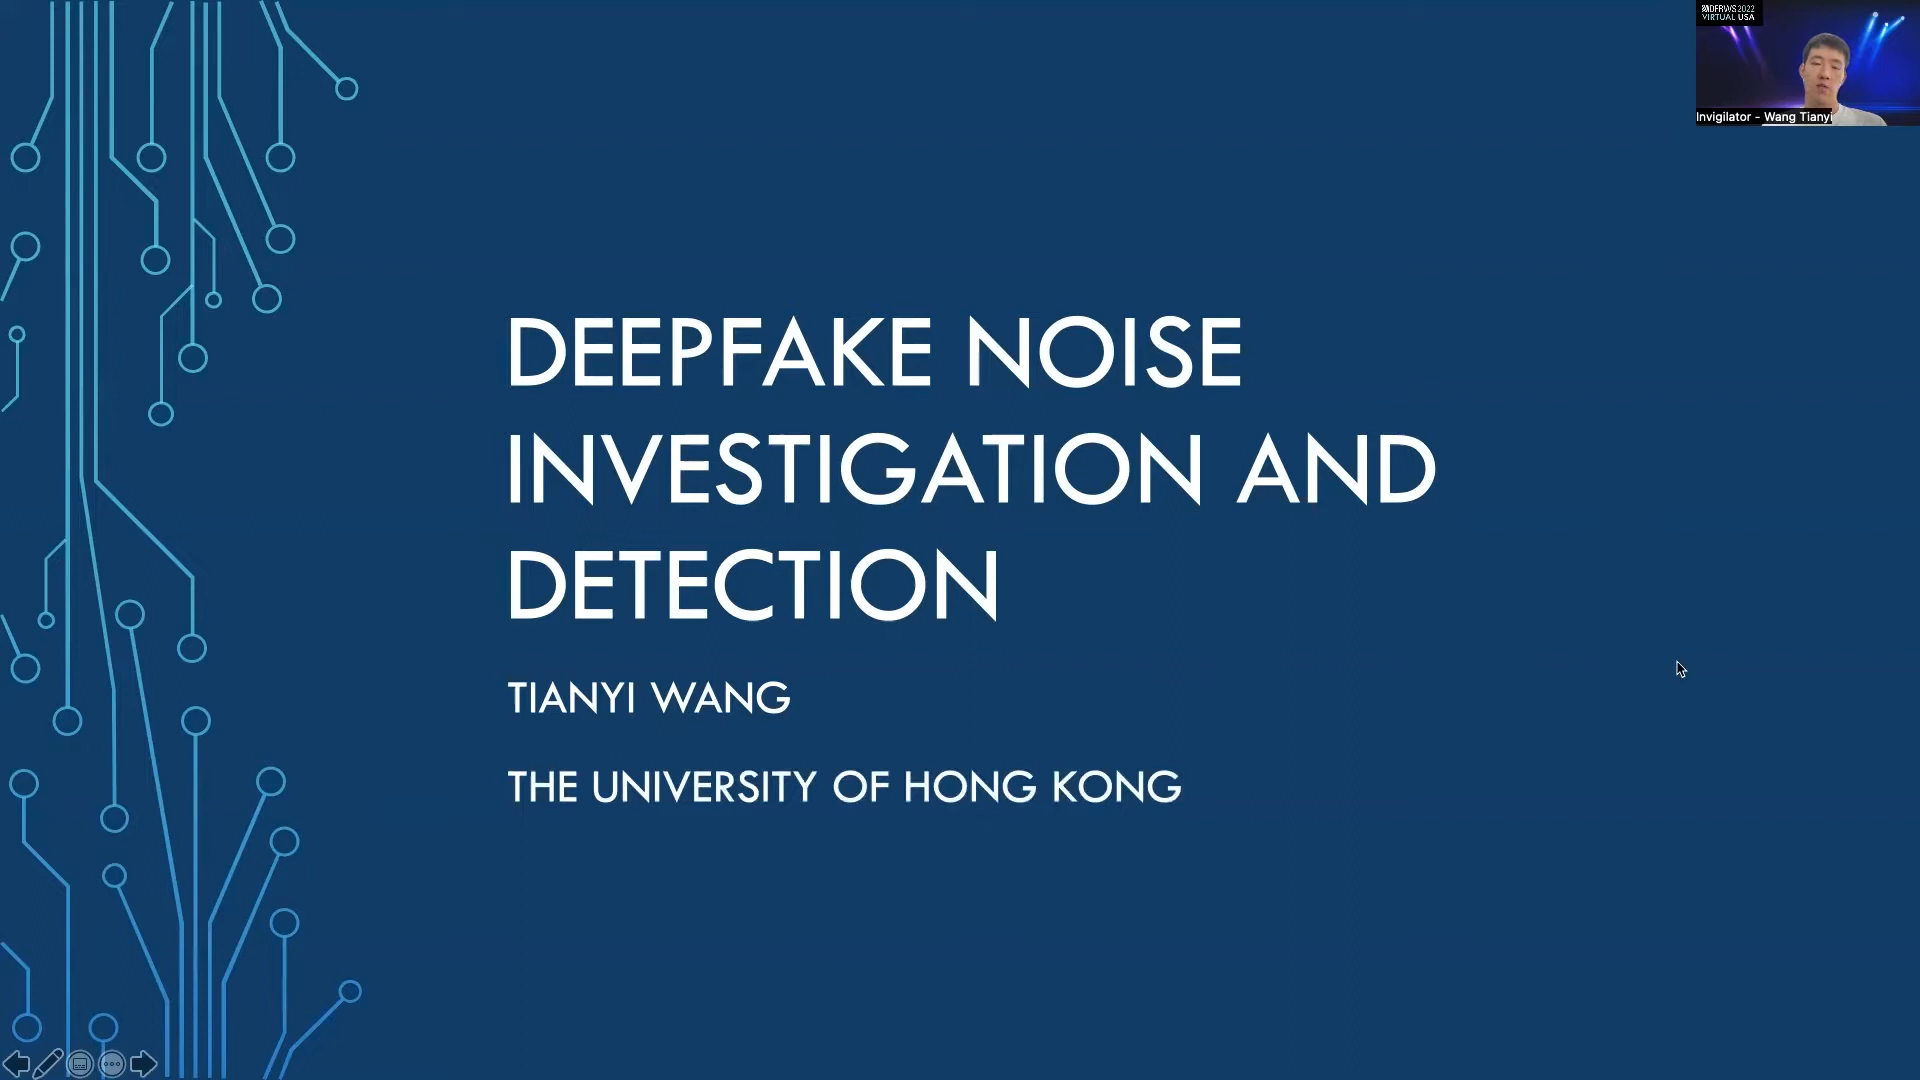 DFRWS 2022
VIRTUAL USA
Invigilator - Wang Tianyi
DEEPFAKE NOISE
INVESTIGATION AND
DETECTION
TIANYI WANG
THE UNIVERSITY OF HONG KONG